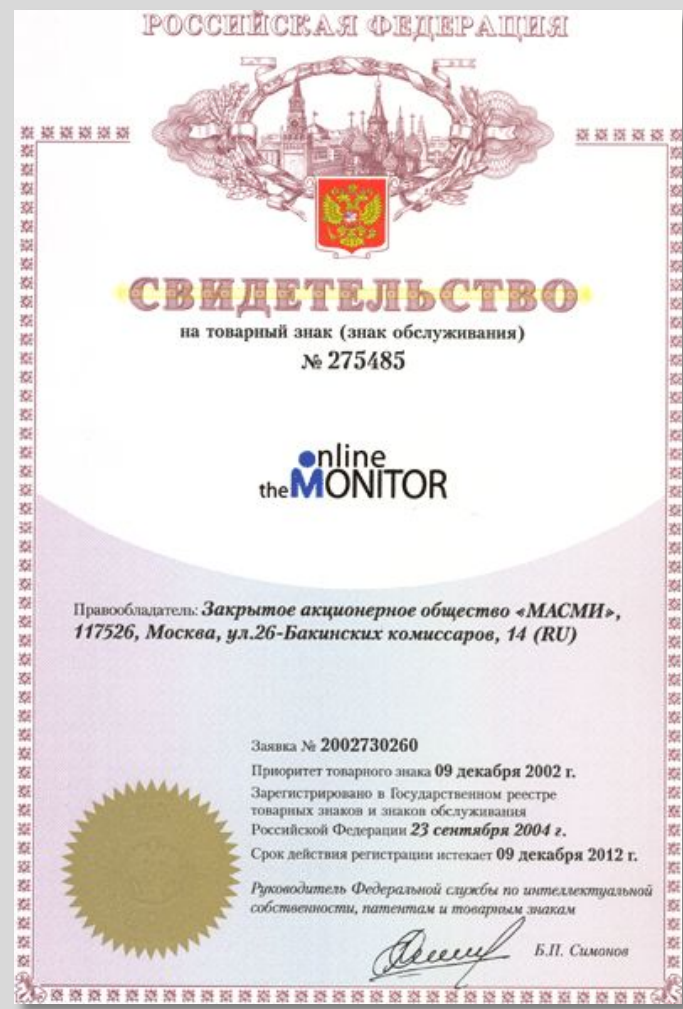 РОССИЙСКАЯ ФЕДЕРАЦИЯ
СВИДЕТЕЛЬСТВО
на товарный знак (знак обслуживания)
№ 275485
online
the MONITOR
Правообладатель: Закрытое акционерное общество «МАСМИ»,
117526, Москва, ул.26-Бакинских комиссаров, 14 (RU)
Заявка № 2002730260
Приоритет товарного знака 09 декабря 2002 г.
Зарегистрировано в Государственном реестре
товарных знаков и знаков обслуживания
Российской Федерации 23 сентября 2004 г.
Срок действия регистрации истекает 09 декабря 2012 г.
Руководитель Федеральной службы по интеллектуальной
собственности, патентам и товарным знакам
Б.П. Симонов